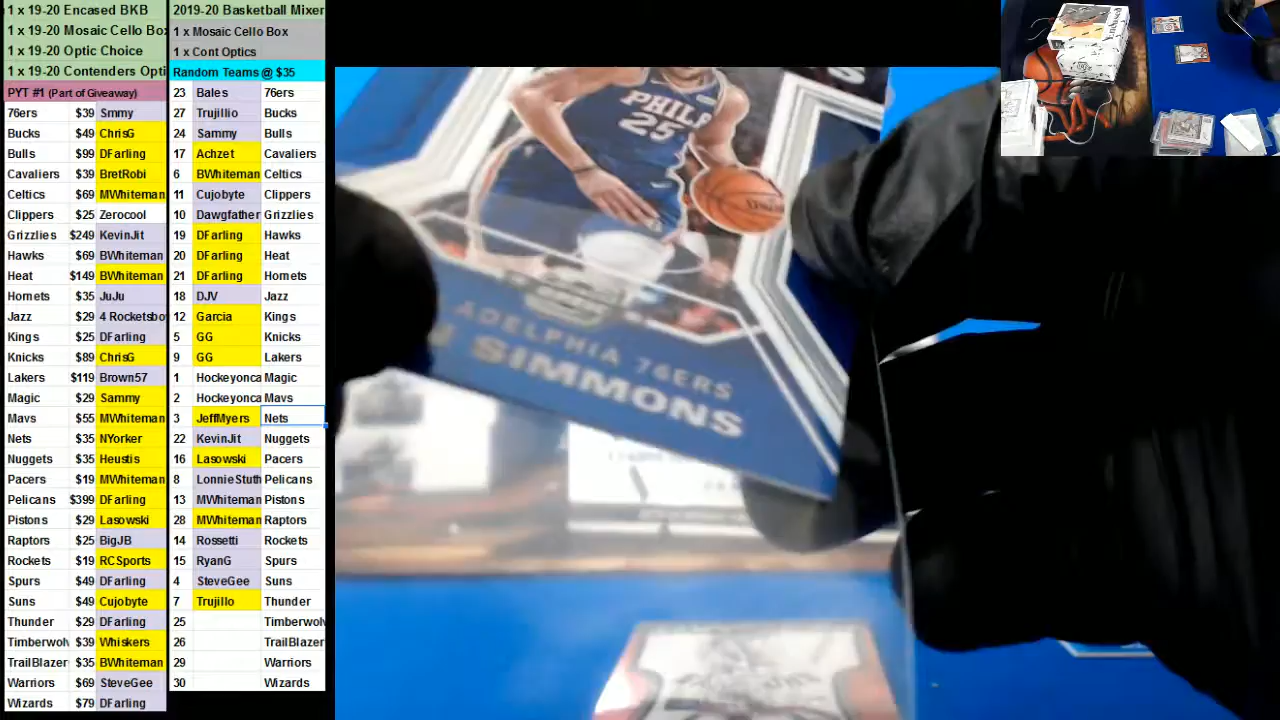 1 x 19-20 Encased BKB
1 x 19-20 Mosaic Cello Box
1 x 19-20 Optic Choice
1 x 19-20 Contenders Opti
PYT #1 (Part of Giveaway)
76ers $39 Smmy
Bucks $49 ChrisG
Bulls $99 DFarling
Cavaliers $39 BretRobi
Celtics $69 MWhiteman
Clippers $25 Zerocool
Grizzlies $249 KevinJit
Hawks $69 BWhiteman
Heat $149 BWhiteman
Hornets $35 JuJu
Jazz $29 4 Rocketsbo
Kings $25 DFarling
Knicks $89 ChrisG
Lakers $119 Brown57
Magic $29 Sammy
Mavs $55 MWhiteman
Nets $35 NYorker
Nuggets $35 Heustis
Pacers $19 MWhiteman
Pelicans $399 DFarling
Pistons $29 Lasowski
Raptors $25 BigJB
Rockets $19 RCSports
Spurs $49 DFarling
Suns $49 Cujobyte
Thunder $29 DFarling
Timberwolv $39 Whiskers
TrailBlazer $35 BWhiteman
Warriors $69 SteveGee
Wizards $79 DFarling
2019-20 Basketball Mixer
1 x Mosaic Cello Box
1 x Cont Optics
Random Teams @ $35
23 Bales 76ers
27 Trujillio Bucks
24 Sammy Bulls
17 Achzet Cavaliers
6 BWhiteman Celtics
11 Cujobyte Clippers
10 Dawgfather Grizzlies
19 DFarling Hawks
20 DFarling Heat
21 DFarling Hornets
18 DJV Jazz
12 Garcia Kings
5 GG Knicks
9 GG Lakers
1 Hockeyonca Magic
2 Hockeyonca Mavs
3 JeffMyers Nets
22 KevinJit Nuggets
16 Lasowski Pacers
8 LonnieStuth Pelicans
13 MWhiteman Pistons
28 MWhiteman Raptors
14 Rossetti Rockets
15 RyanG Spurs
4 SteveGee Suns
7 Trujillo Thunder
25 Timberwolv
26 TrailBlazer
29 Warriors
30 Wizards
PHIL
25
ADELPHIA 76ERS
SIMMONS